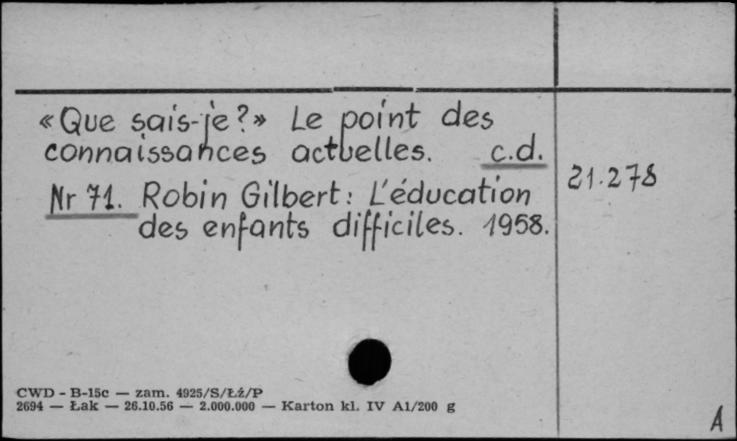 «Que sais-je?» Le point des
connaissances actuelles. c.d.
21.278
Nr 71. Robin Gilbert: L'éducation
des enfants difficiles. 1958.
CWD - B-15c — zam. 4925/S/Łż/P
2694 — Łak — 26.10.56 — 2.000.000 — Karton kl. IV A1/200 g
A